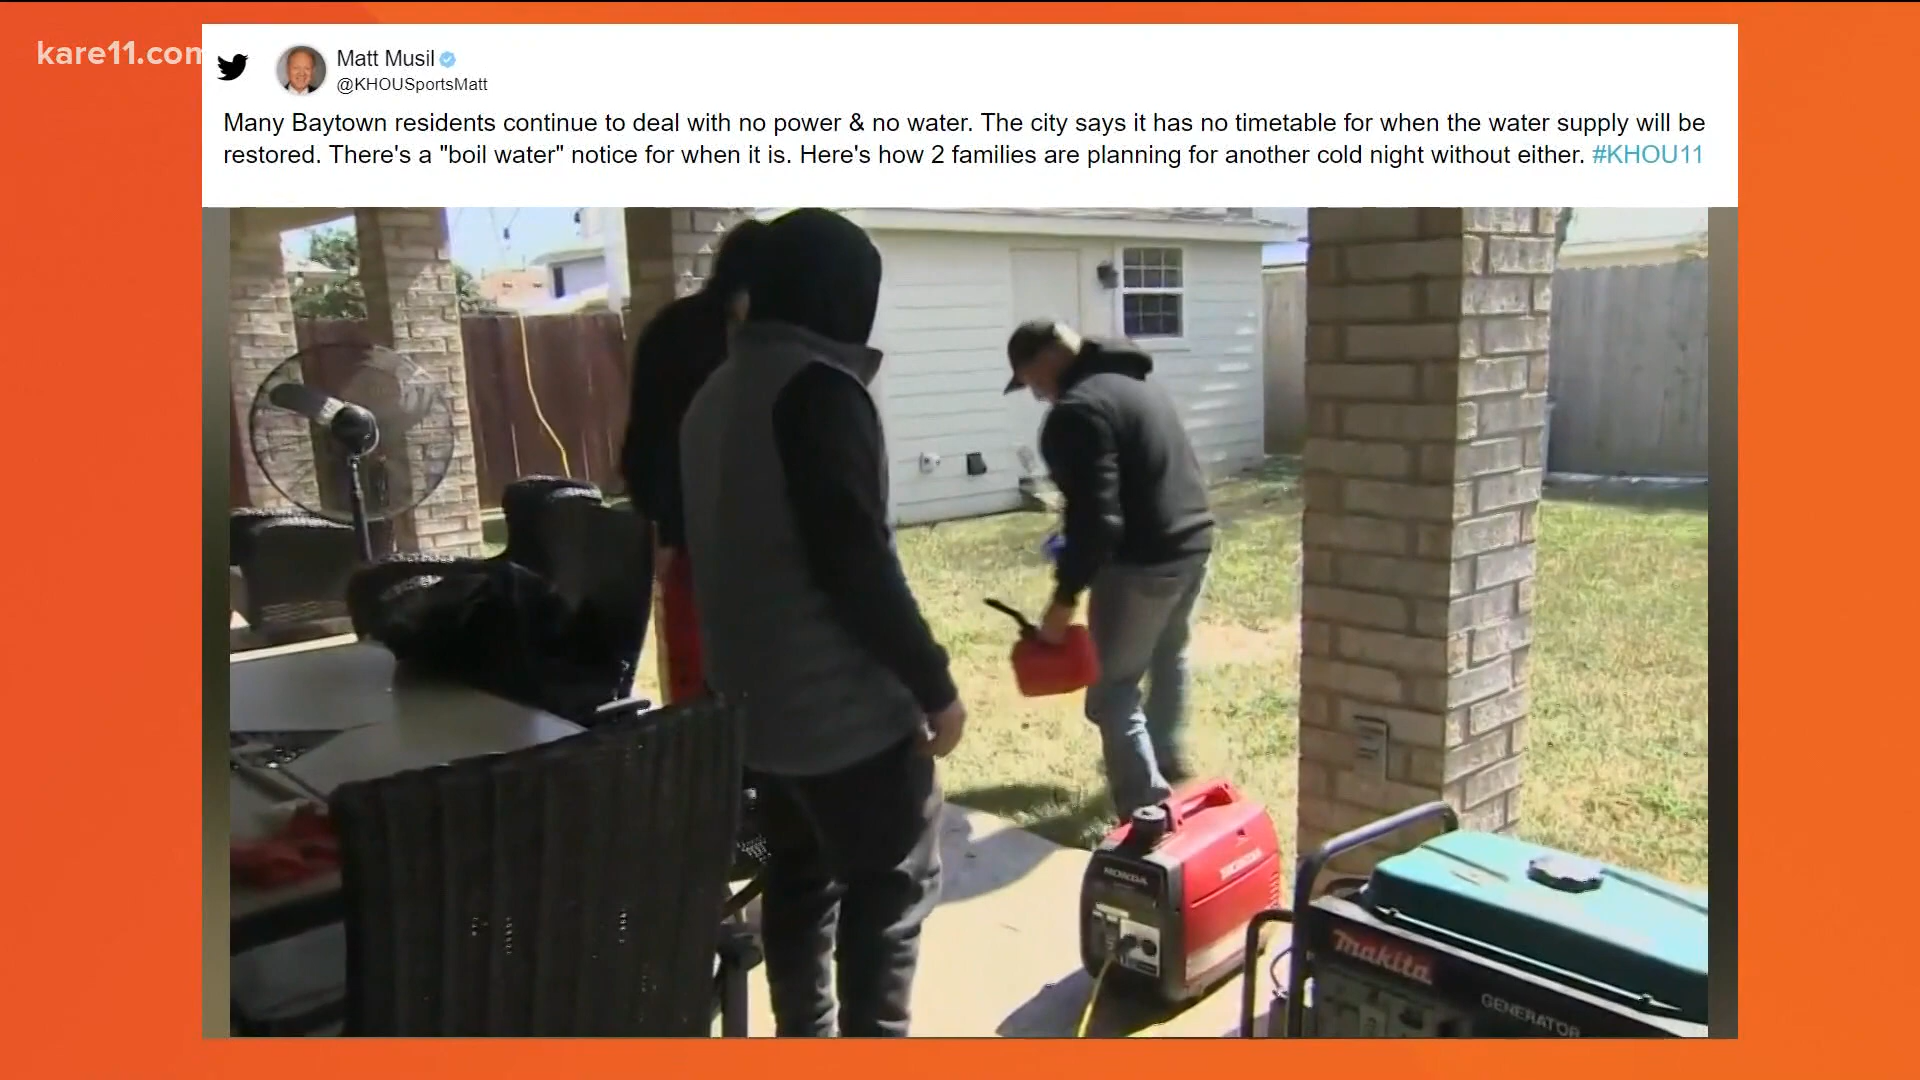 kare11.com
Matt Musil
@KHOUSportsMatt
Many Baytown residents continue to deal with no power & no water. The city says it has no timetable for when the water supply will be
restored. There's a "boil water" notice for when it is. Here's how 2 families are planning for another cold night without either. #KHOU11
HONDA
HONDA
makita
GENERATOR